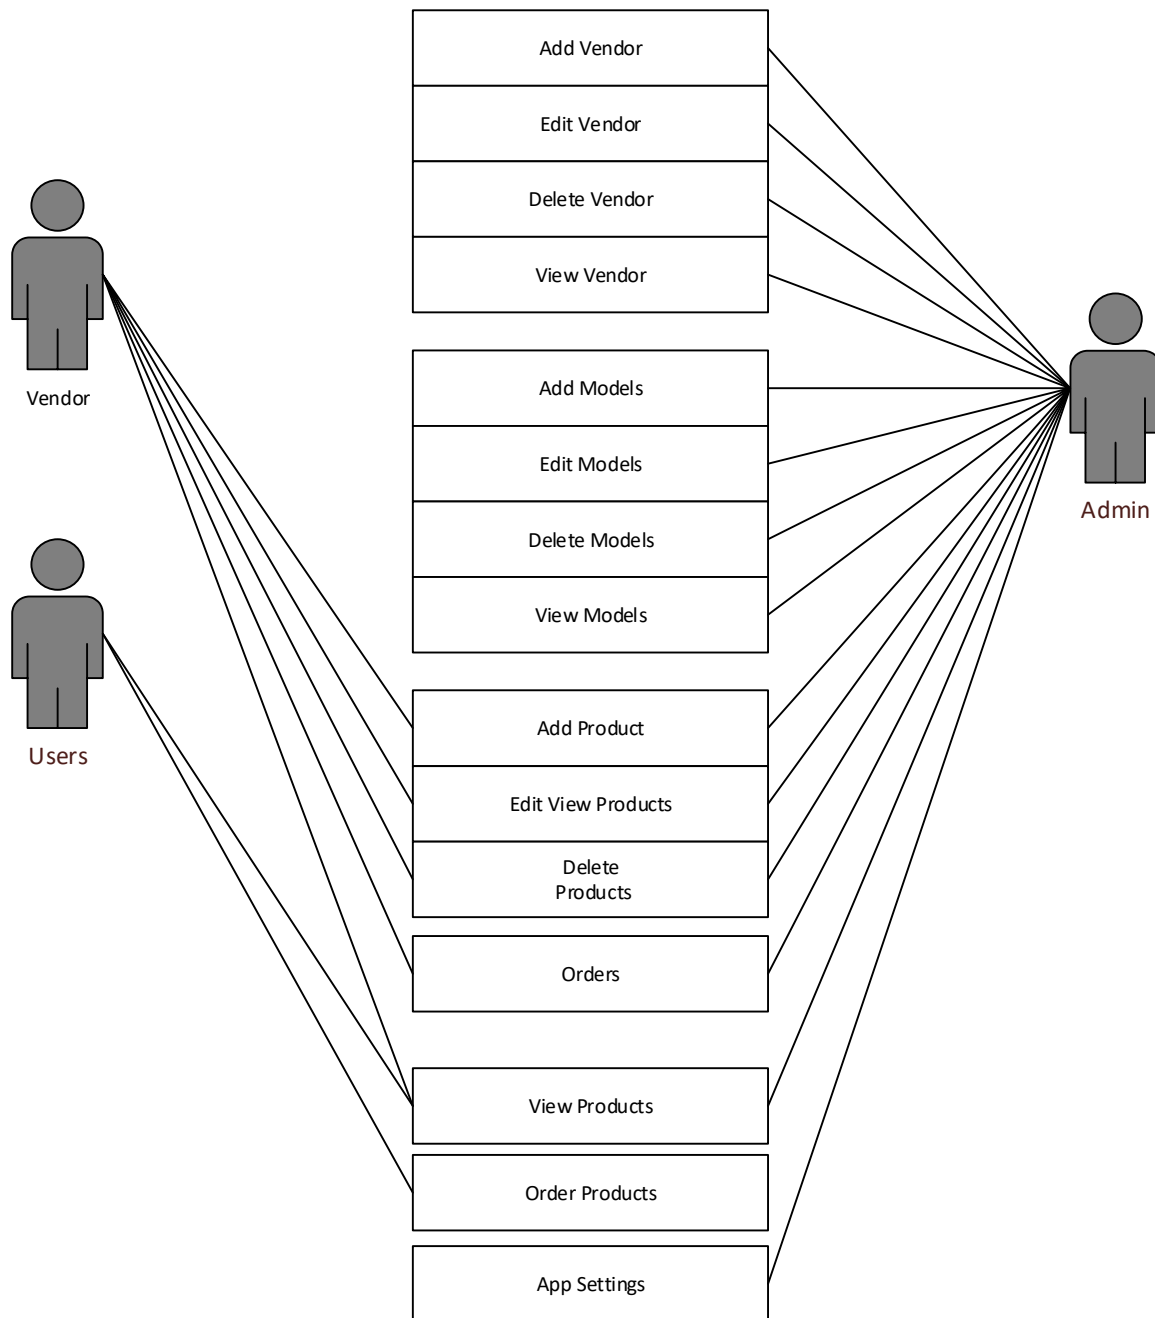 Add Vendor
Edit Vendor
Delete Vendor
View Vendor
Vendor
Add Models
Edit Models
Delete Models
View Models
Admin
Users
Add Product
Edit View Products
Delete
Products
Orders
View Products
Order Products
App Settings